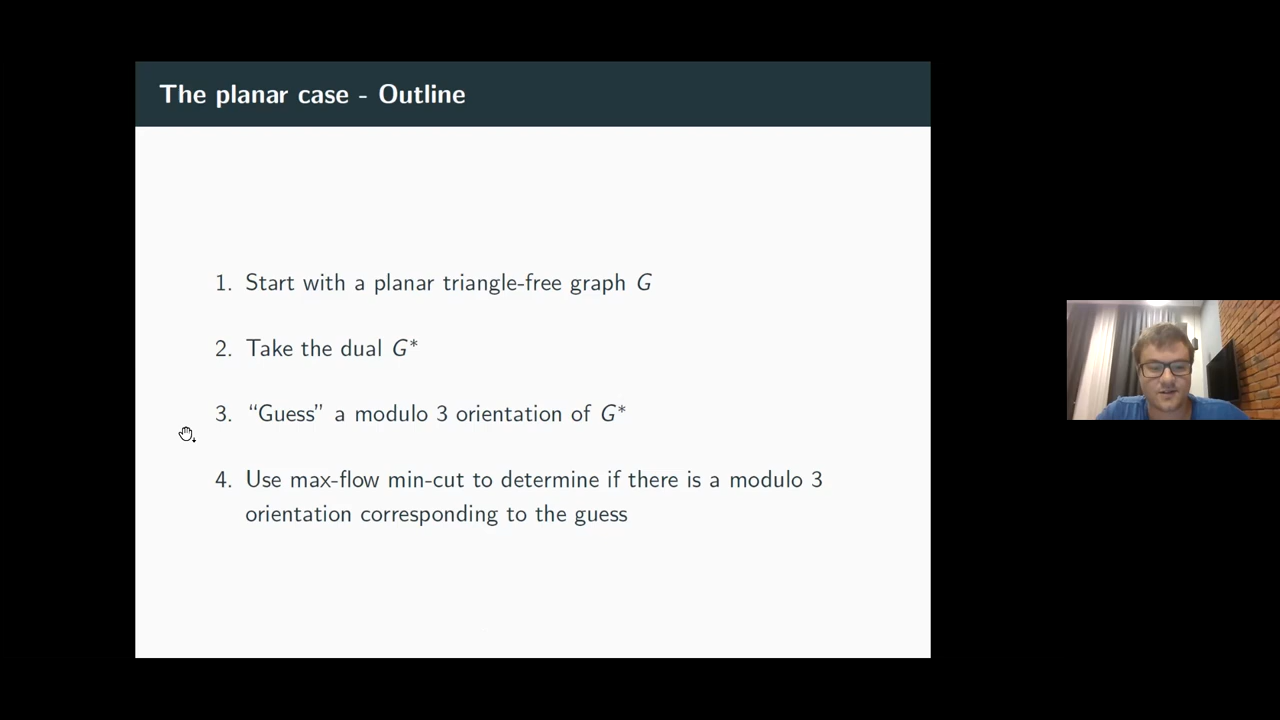 The planar case - Outline
1. Start with a planar triangle-free graph G
2. Take the dual G*
3. “Guess” a modulo 3 orientation of G*
4. Use max-flow min-cut to determine if there is a modulo 3
orientation corresponding to the guess